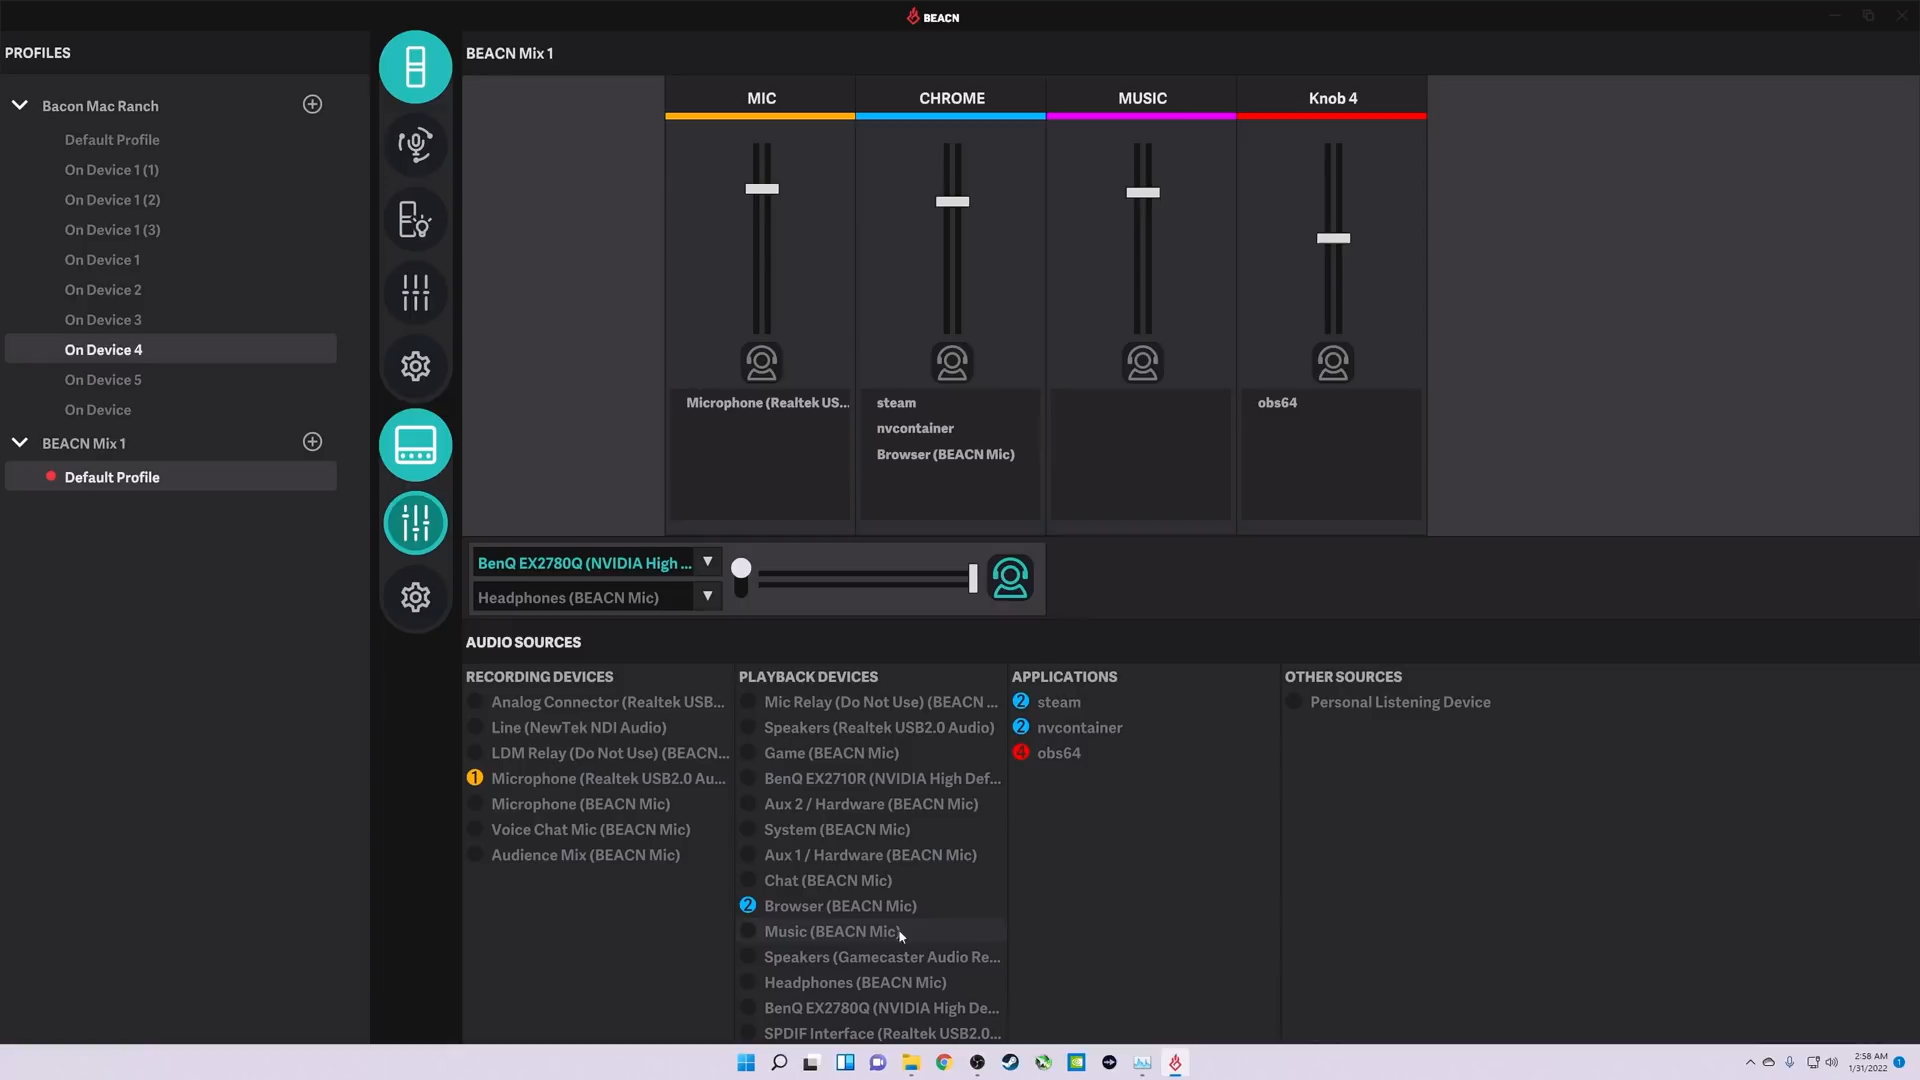 BEACN
PROFILES
Bacon Mac Ranch
Default Profile
On Device 1 (1)
On Device 1 (2)
On Device 1 (3)
On Device 1
On Device 2
On Device 3
On Device 4
On Device 5
On Device
BEACN Mix 1
Default Profile
BEACN Mix 1
MIC
CHROME
MUSIC
Knob 4
Microphone (Realtek US...
steam
nvcontainer
Browser (BEACN Mic)
obs64
BenQ EX2780Q (NVIDIA High ...
Headphones (BEACN Mic)
AUDIO SOURCES
RECORDING DEVICES
Analog Connector (Realtek USB...
Line (NewTek NDI Audio)
LDM Relay (Do Not Use) (BEACN...
1 Microphone (Realtek USB2.0 Au...
Microphone (BEACN Mic)
Voice Chat Mic (BEACN Mic)
Audience Mix (BEACN Mic)
PLAYBACK DEVICES
Mic Relay (Do Not Use) (BEACN ...
Speakers (Realtek USB2.0 Audio)
Game (BEACN Mic)
BenQ EX2710R (NVIDIA High Def...
Aux 2 / Hardware (BEACN Mic)
System (BEACN Mic)
Aux 1 / Hardware (BEACN Mic)
Chat (BEACN Mic)
2 Browser (BEACN Mic)
Music (BEACN Mic)
Speakers (Gamecaster Audio Re...
Headphones (BEACN Mic)
BenQ EX2780Q (NVIDIA High De...
SPDIF Interface (Realtek USB2.0...
APPLICATIONS
2 steam
2 nvcontainer
4 obs64
OTHER SOURCES
Personal Listening Device
2:58 AM
1/31/2022
1